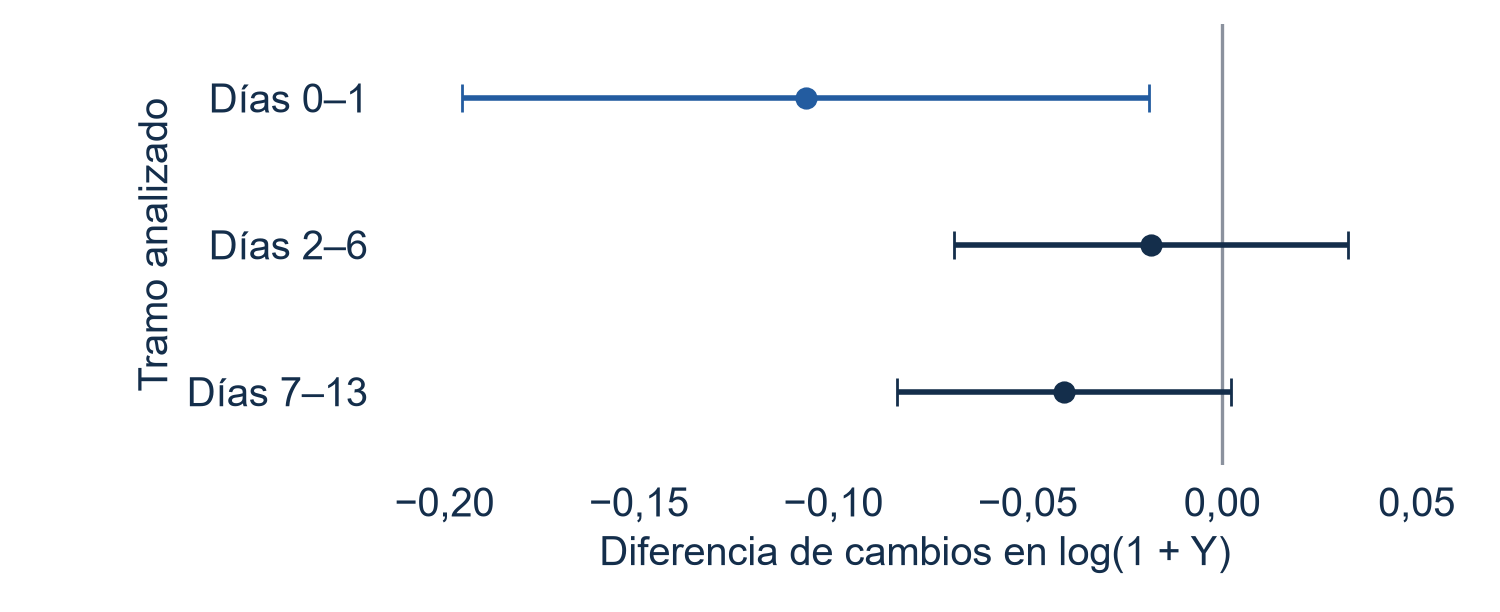 Tramo analizado
Días 0–1
Días 2–6
Días 7–13
−0,20 −0,15 −0,10 −0,05 0,00 0,05
Diferencia de cambios en log(1 + Y)